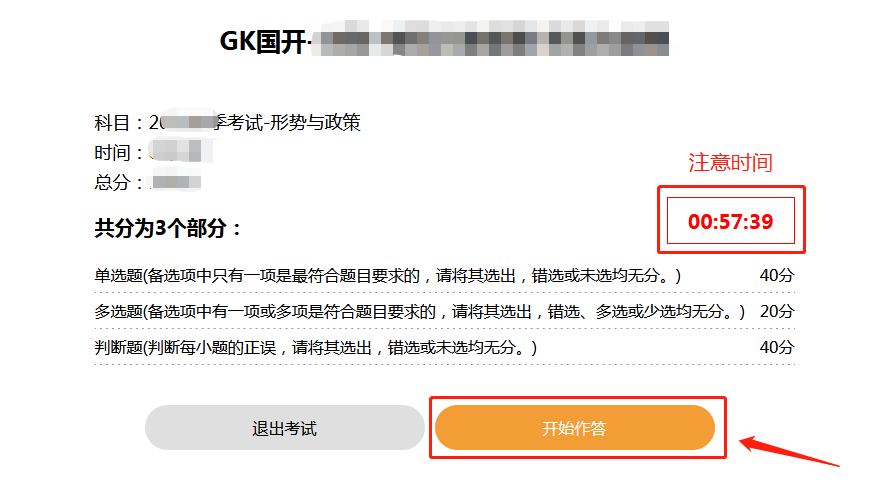 GK国开-
科目：20 季考试-形势与政策
时间：
总分：
注意时间
00:57:39
共分为3个部分：
单选题(备选项中只有一项是最符合题目要求的，请将其选出，错选或未选均无分。) 40分
多选题(备选项中有一项或多项是符合题目要求的，请将其选出，错选、多选或少选均无分。) 20分
判断题(判断每小题的正误，请将其选出，错选或未选均无分。) 40分
退出考试 开始作答